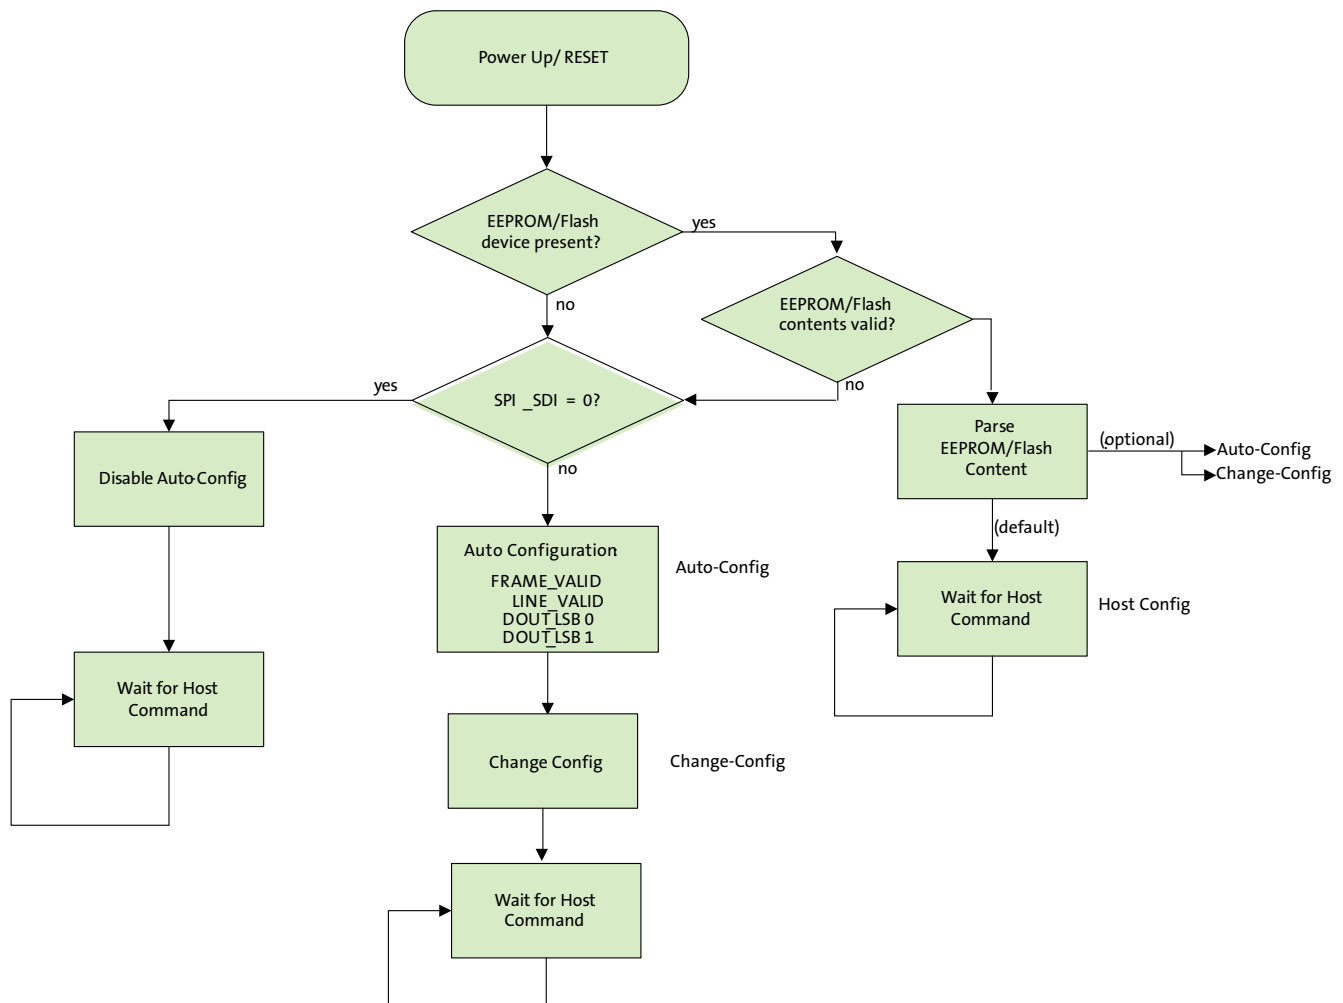 Power Up/ RESET
EEPROM/Flash
device present?
yes
no
EEPROM/Flash
contents valid?
no
yes
SPI _SDI = 0?
no
Parse
EEPROM/Flash
Content
(optional)
Auto-Config
Change-Config
(default)
Disable Auto-Config
Auto Configuration
FRAME_VALID
LINE_VALID
DOUT_LSB 0
DOUT_LSB 1
Auto-Config
Wait for Host
Command
Host Config
Wait for Host
Command
Change Config
Change-Config
Wait for Host
Command